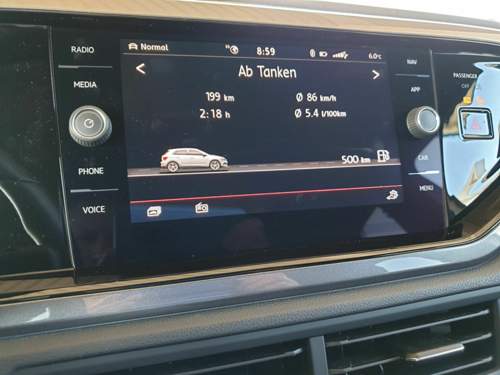 RADIO
MEDIA
PHONE
VOICE
Normal
8:59
6.0°C
< Ab Tanken >
199 km Ø 86 km/h
2:18 h Ø 5.4 l/100km
500 km
NAV
APP
CAR
MENU
PASSENGER
OFF